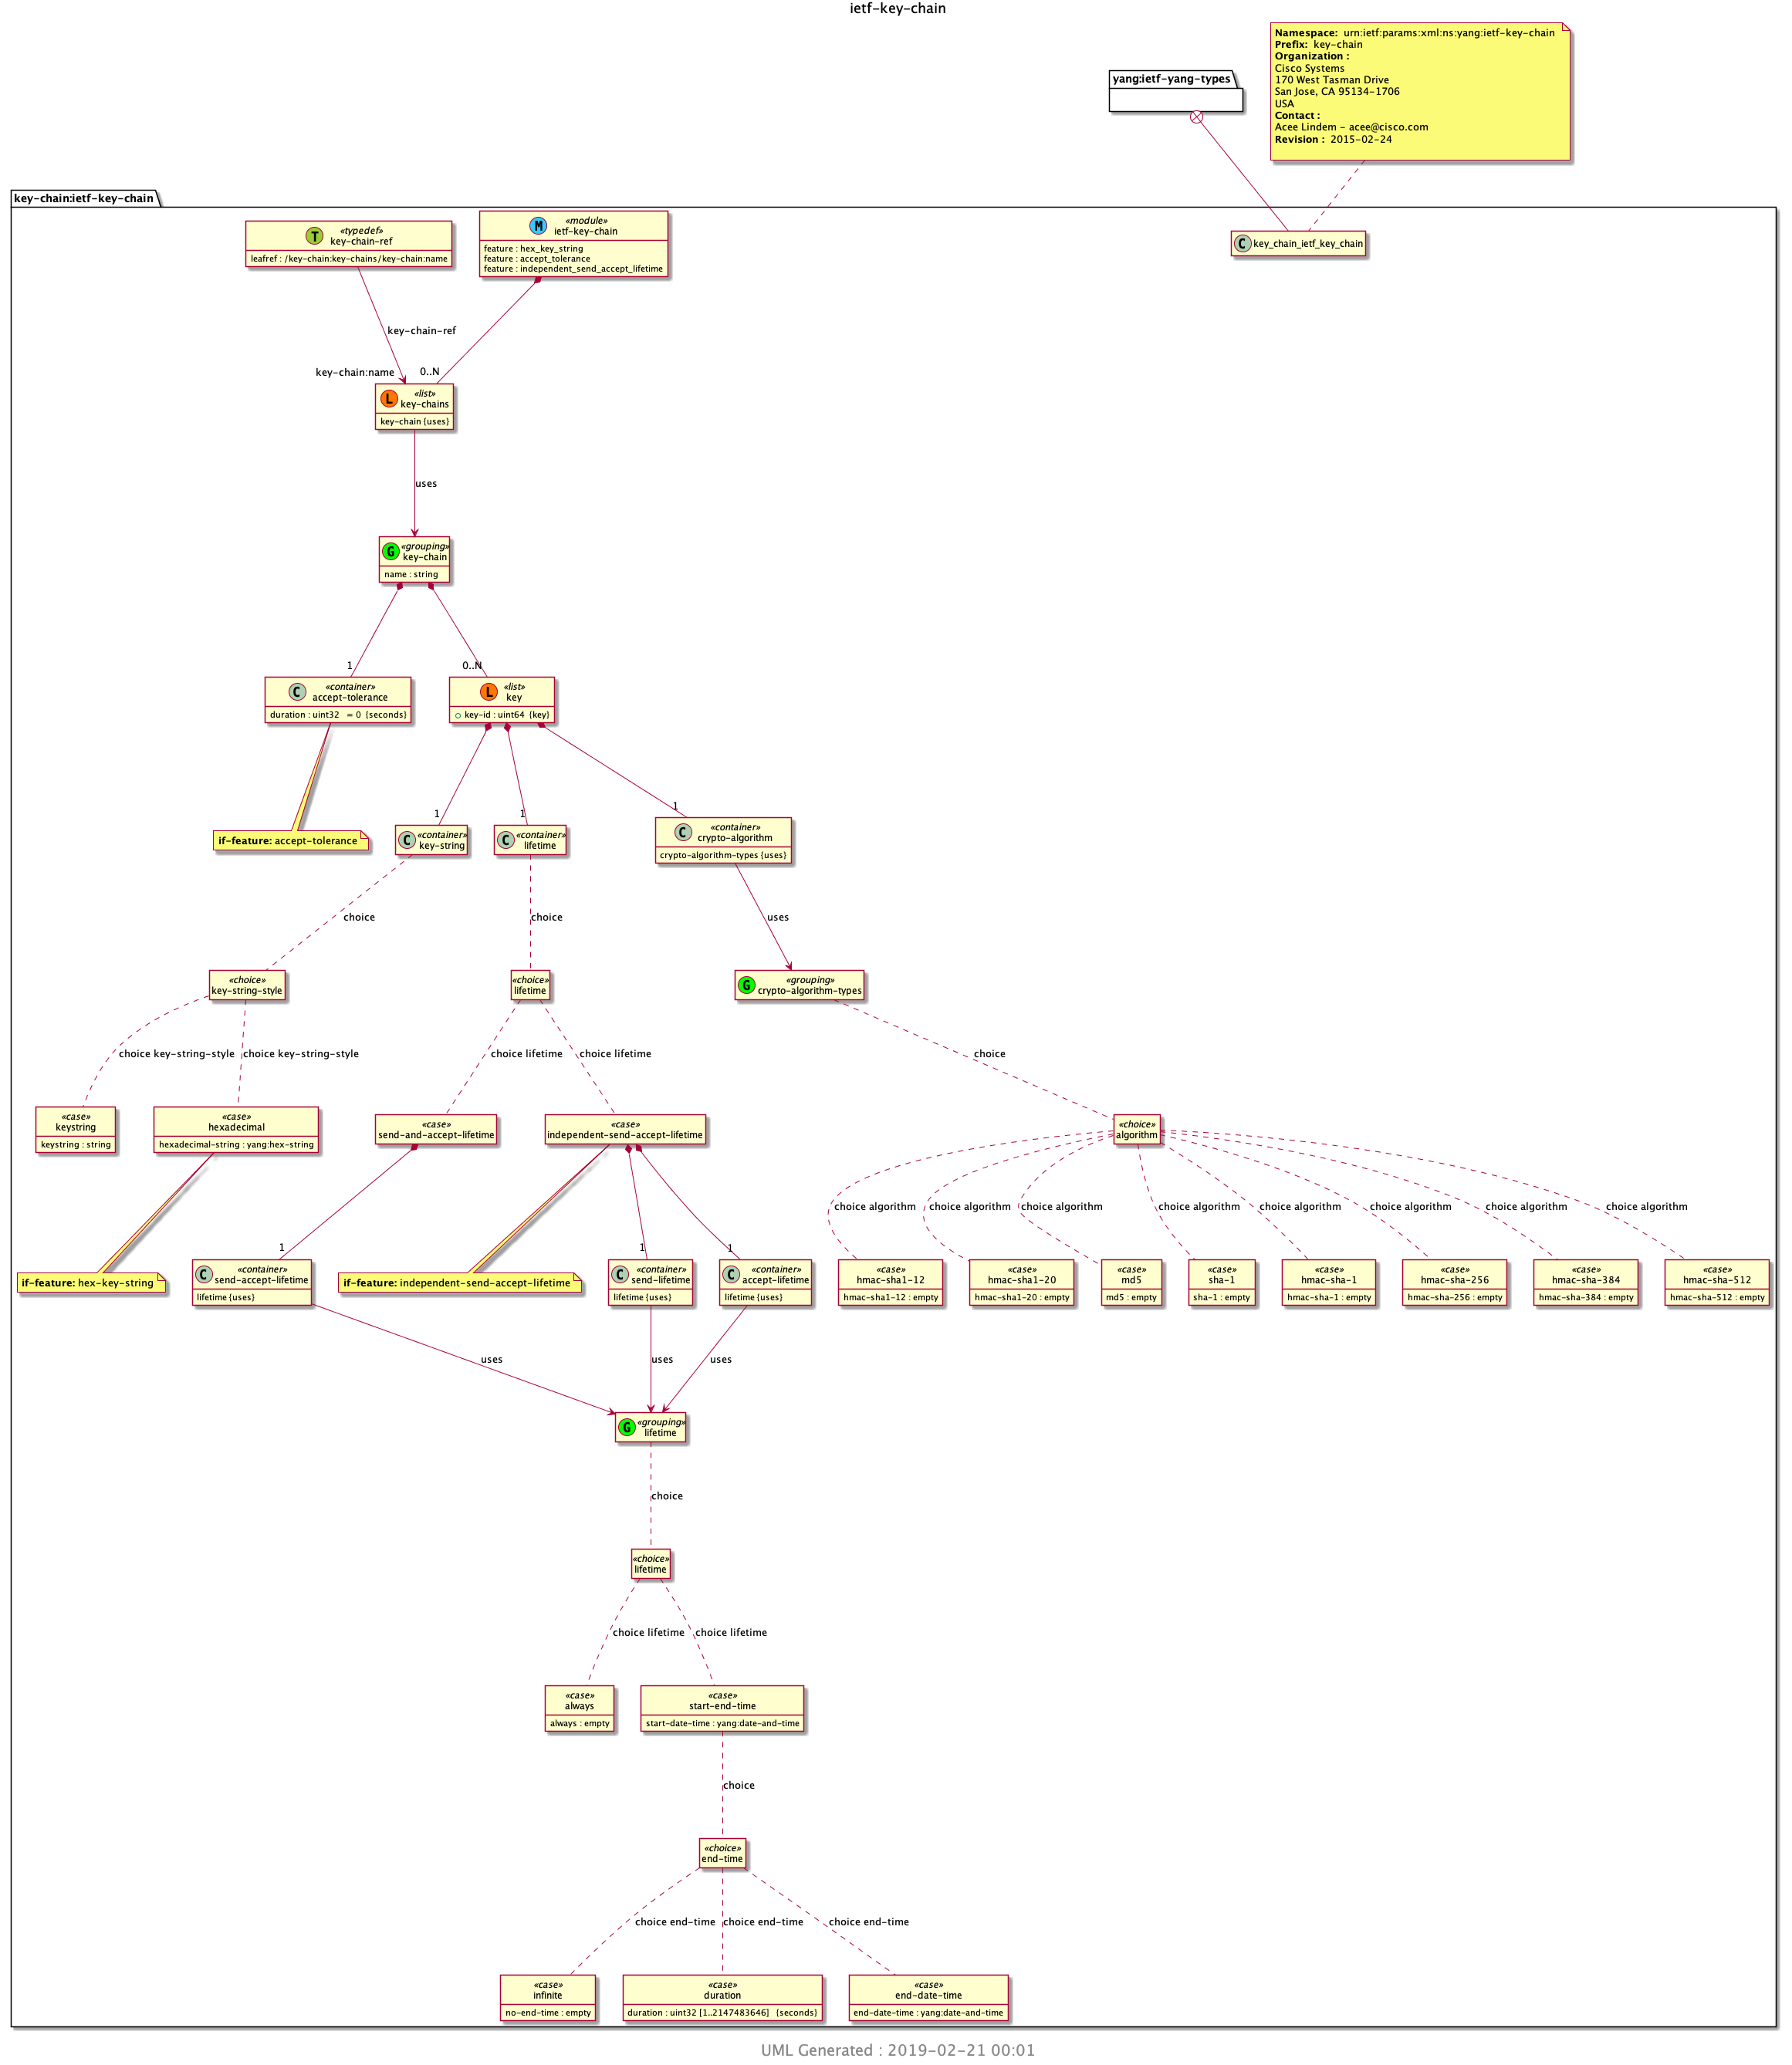 ietf-key-chain
Namespace: urn:ietf:params:xml:ns:yang:ietf-key-chain
Prefix: key-chain
Organization :
Cisco Systems
170 West Tasman Drive
San Jose, CA 95134-1706
USA
Contact :
Acee Lindem - acee@cisco.com
Revision : 2015-02-24
yang:ietf-yang-types
key-chain:ietf-key-chain
T
«typedef»
key-chain-ref
leafref : /key-chain:key-chains/key-chain:name
M
«module»
ietf-key-chain
feature : hex_key_string
feature : accept_tolerance
feature : independent_send_accept_lifetime
C key_chain_ietf_key_chain
key-chain-ref
key-chain:name
0..N
L
«list»
key-chains
key-chain {uses}
uses
G
«grouping»
key-chain
name : string
1
0..N
C
«container»
accept-tolerance
duration : uint32 = 0 {seconds}
L
«list»
key
key-id : uint64 {key}
1
1
1
if-feature: accept-tolerance
C
«container»
key-string
C
«container»
lifetime
C
«container»
crypto-algorithm
crypto-algorithm-types {uses}
choice
choice
uses
«choice»
key-string-style
«choice»
lifetime
G
«grouping»
crypto-algorithm-types
choice key-string-style
choice key-string-style
choice lifetime
choice lifetime
choice
«case»
keystring
keystring : string
«case»
hexadecimal
hexadecimal-string : yang:hex-string
«case»
send-and-accept-lifetime
«case»
independent-send-accept-lifetime
«choice»
algorithm
choice algorithm
choice algorithm
choice algorithm
choice algorithm
choice algorithm
choice algorithm
choice algorithm
choice algorithm
1
1
1
if-feature: hex-key-string
C
«container»
send-accept-lifetime
lifetime {uses}
if-feature: independent-send-accept-lifetime
C
«container»
send-lifetime
lifetime {uses}
C
«container»
accept-lifetime
lifetime {uses}
«case»
hmac-sha1-12
hmac-sha1-12 : empty
«case»
hmac-sha1-20
hmac-sha1-20 : empty
«case»
md5
md5 : empty
«case»
sha-1
sha-1 : empty
«case»
hmac-sha-1
hmac-sha-1 : empty
«case»
hmac-sha-256
hmac-sha-256 : empty
«case»
hmac-sha-384
hmac-sha-384 : empty
«case»
hmac-sha-512
hmac-sha-512 : empty
uses
uses
uses
G
«grouping»
lifetime
choice
«choice»
lifetime
choice lifetime
choice lifetime
«case»
always
always : empty
«case»
start-end-time
start-date-time : yang:date-and-time
choice
«choice»
end-time
choice end-time
choice end-time
choice end-time
«case»
infinite
no-end-time : empty
«case»
duration
duration : uint32 [1..2147483646] {seconds}
«case»
end-date-time
end-date-time : yang:date-and-time
UML Generated : 2019-02-21 00:01